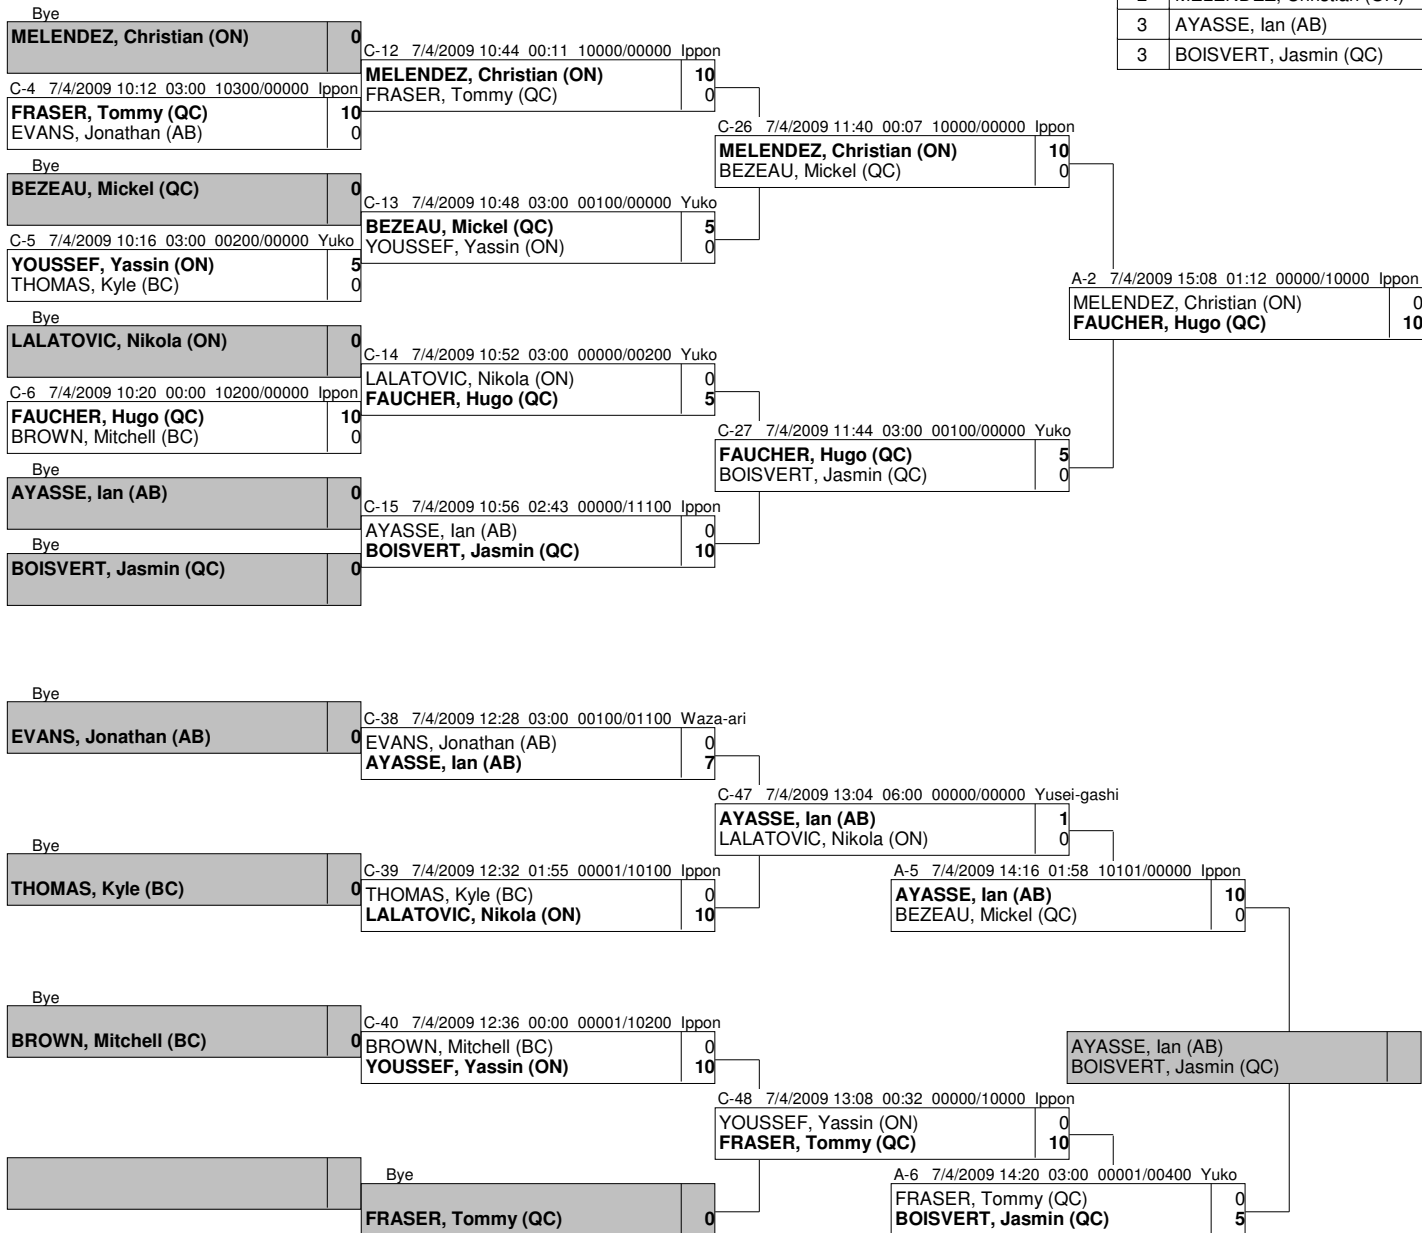 3 AYASSE, Ian (AB)
3 BOISVERT, Jasmin (QC)
Bye
MELENDEZ, Christian (ON) 0
C-4 7/4/2009 10:12 03:00 10300/00000 Ippon
FRASER, Tommy (QC) 10
EVANS, Jonathan (AB) 0
Bye
BEZEAU, Mickel (QC) 0
C-5 7/4/2009 10:16 03:00 00200/00000 Yuko
YOUSSEF, Yassin (ON) 5
THOMAS, Kyle (BC) 0
Bye
LALATOVIC, Nikola (ON) 0
C-6 7/4/2009 10:20 00:00 10200/00000 Ippon
FAUCHER, Hugo (QC) 10
BROWN, Mitchell (BC) 0
Bye
AYASSE, Ian (AB) 0
Bye
BOISVERT, Jasmin (QC) 0
C-12 7/4/2009 10:44 00:11 10000/00000 Ippon
MELENDEZ, Christian (ON) 10
FRASER, Tommy (QC) 0
C-13 7/4/2009 10:48 03:00 00100/00000 Yuko
BEZEAU, Mickel (QC) 5
YOUSSEF, Yassin (ON) 0
C-14 7/4/2009 10:52 03:00 00000/00200 Yuko
LALATOVIC, Nikola (ON) 0
FAUCHER, Hugo (QC) 5
C-15 7/4/2009 10:56 02:43 00000/11100 Ippon
AYASSE, Ian (AB) 0
BOISVERT, Jasmin (QC) 10
C-26 7/4/2009 11:40 00:07 10000/00000 Ippon
MELENDEZ, Christian (ON) 10
BEZEAU, Mickel (QC) 0
C-27 7/4/2009 11:44 03:00 00100/00000 Yuko
FAUCHER, Hugo (QC) 5
BOISVERT, Jasmin (QC) 0
A-2 7/4/2009 15:08 01:12 00000/10000 Ippon
MELENDEZ, Christian (ON) 0
FAUCHER, Hugo (QC) 10
Bye
EVANS, Jonathan (AB) 0
Bye
THOMAS, Kyle (BC) 0
Bye
BROWN, Mitchell (BC) 0
C-38 7/4/2009 12:28 03:00 00100/01100 Waza-ari
EVANS, Jonathan (AB) 0
AYASSE, Ian (AB) 7
C-39 7/4/2009 12:32 01:55 00001/10100 Ippon
THOMAS, Kyle (BC) 0
LALATOVIC, Nikola (ON) 10
C-40 7/4/2009 12:36 00:00 00001/10200 Ippon
BROWN, Mitchell (BC) 0
YOUSSEF, Yassin (ON) 10
Bye
FRASER, Tommy (QC) 0
C-47 7/4/2009 13:04 06:00 00000/00000 Yusei-gashi
AYASSE, Ian (AB) 1
LALATOVIC, Nikola (ON) 0
C-48 7/4/2009 13:08 00:32 00000/10000 Ippon
YOUSSEF, Yassin (ON) 0
FRASER, Tommy (QC) 10
A-5 7/4/2009 14:16 01:58 10101/00000 Ippon
AYASSE, Ian (AB) 10
BEZEAU, Mickel (QC) 0
A-6 7/4/2009 14:20 03:00 00001/00400 Yuko
FRASER, Tommy (QC) 0
BOISVERT, Jasmin (QC) 5
AYASSE, Ian (AB)
BOISVERT, Jasmin (QC)